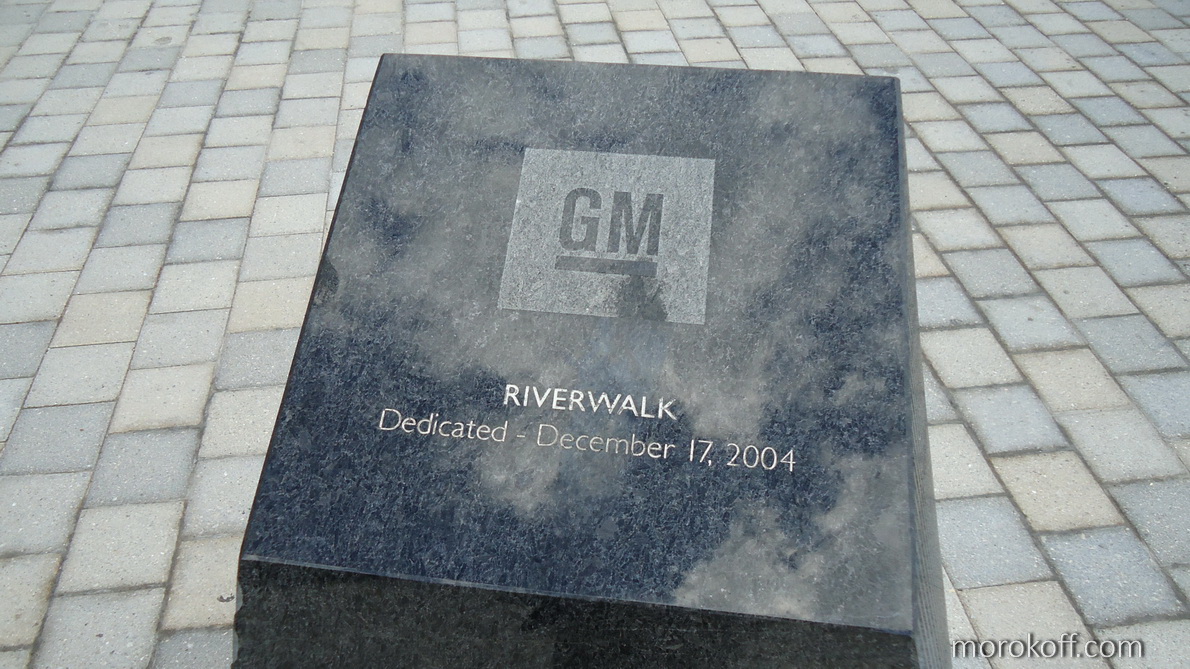 GM
RIVERWALK
Dedicated - December 17, 2004
morokoff.com